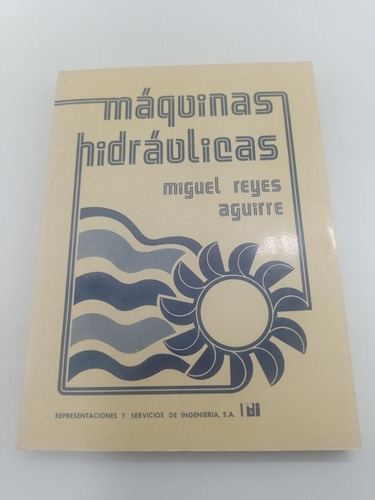 máquinas
hidráulicas
miguel reyes
aguirre
REPRESENTACIONES Y SERVICIOS DE INGENIERIA, S.A.